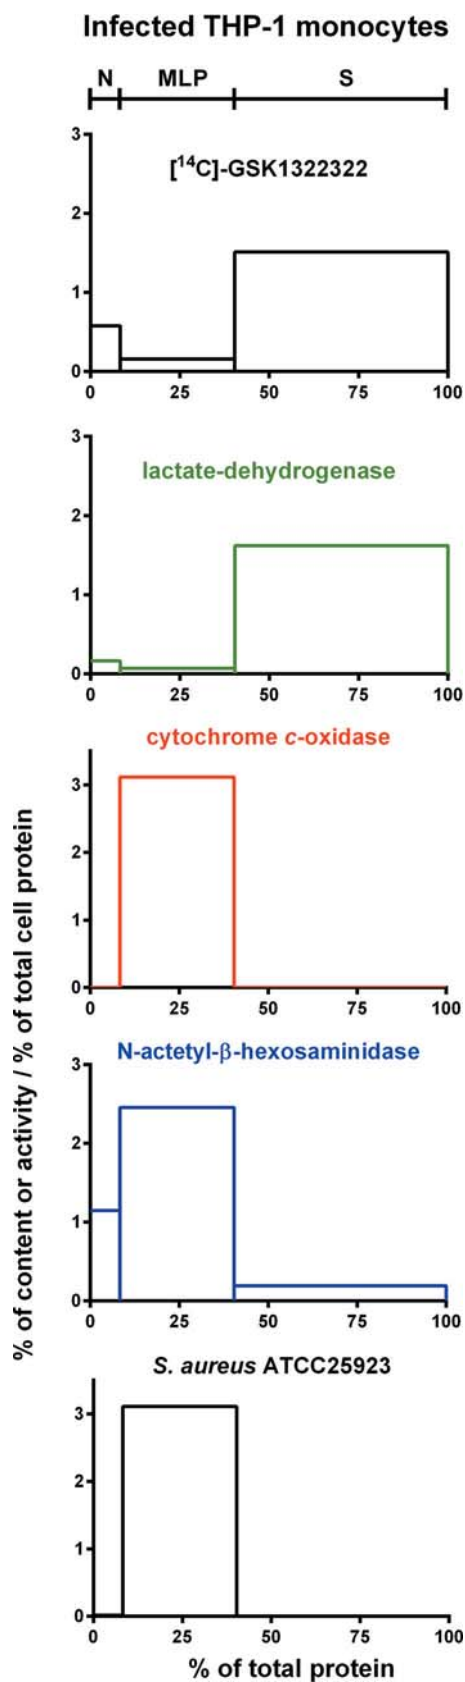 Infected THP-1 monocytes
N MLP S
[¹⁴C]-GSK1322322
3
2
1
0
0 25 50 75 100
lactate-dehydrogenase
3
2
1
0
0 25 50 75 100
cytochrome c-oxidase
3
2
1
0
0 25 50 75 100
N-actetyl-β-hexosaminidase
3
2
1
0
0 25 50 75 100
S. aureus ATCC25923
3
2
1
0
0 25 50 75 100
% of total protein
% of content or activity / % of total cell protein